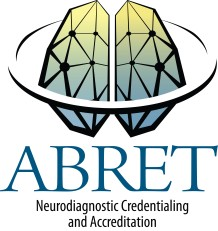 ABRET
Neurodiagnostic Credentialing
and Accreditation